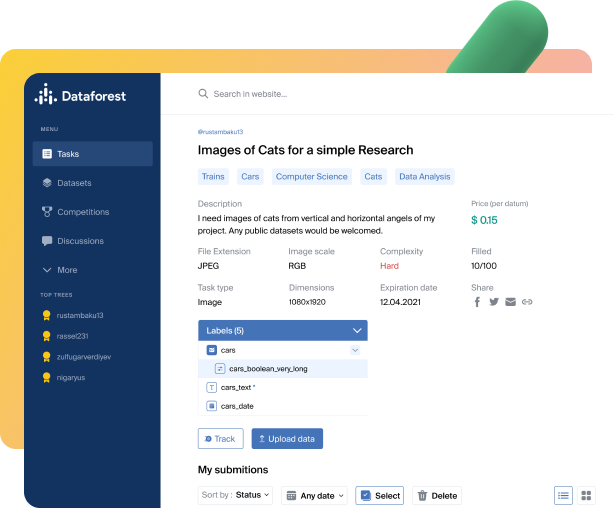 Dataforest
Search in website...
MENU
Tasks
Datasets
Competitions
Discussions
More
TOP TREES
rustambaku13
rassel231
zulfugarverdiyev
nigaryus
@rustambaku13
Images of Cats for a simple Research
Trains Cars Computer Science Cats Data Analysis
Description
I need images of cats from vertical and horizontal angels of my
project. Any public datasets would be welcomed.
Price (per datum)
$ 0.15
File Extension Image scale Complexity Filled
JPEG RGB Hard 10/100
Task type Dimensions Expiration date Share
Image 1080x1920 12.04.2021
Labels (5)
cars
cars_boolean_very_long
cars_text *
cars_date
Track Upload data
My submitions
Sort by : Status Any date Select Delete